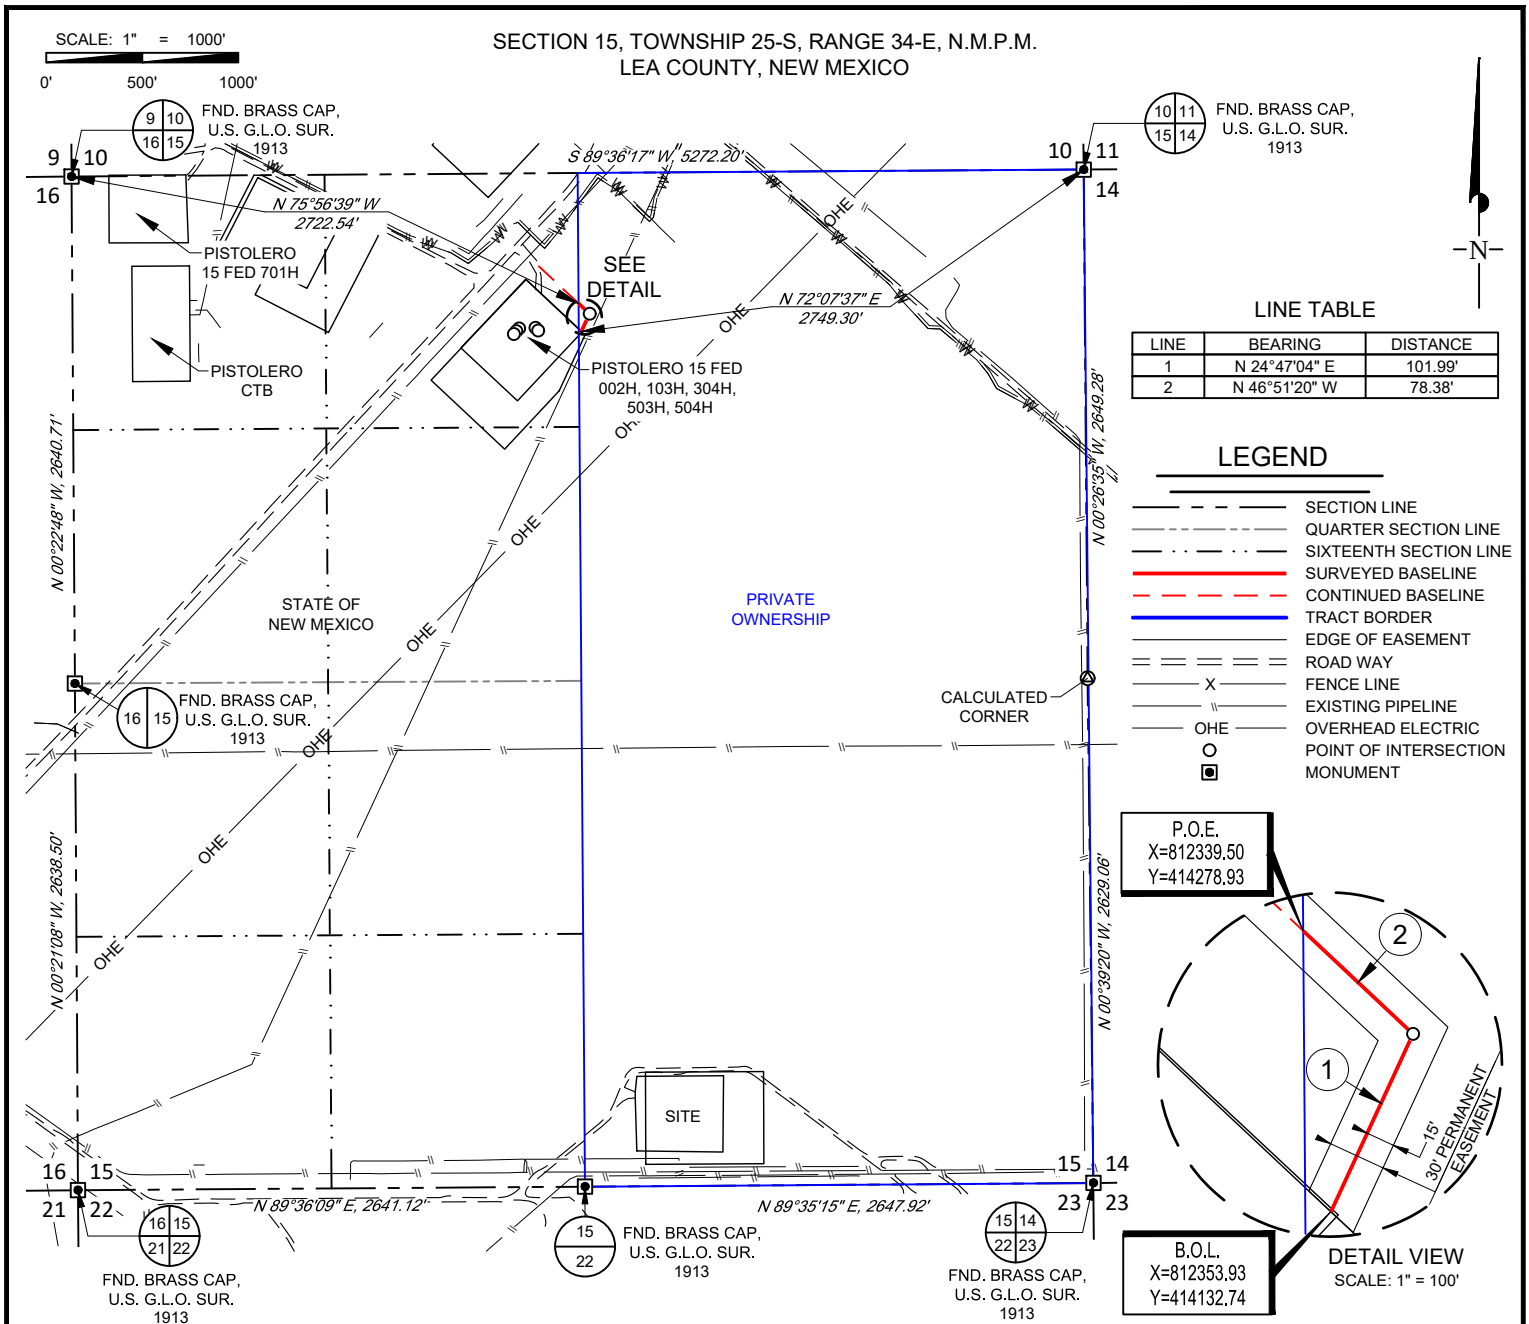 SCALE: 1" = 1000'
0' 500' 1000'
SECTION 15, TOWNSHIP 25-S, RANGE 34-E, N.M.P.M.
LEA COUNTY, NEW MEXICO
9 10
16 15
FND. BRASS CAP,
U.S. G.L.O. SUR.
1913
10 11
15 14
FND. BRASS CAP,
U.S. G.L.O. SUR.
1913
9 10
16
10 11
14
S 89°36'17" W, 5272.20'
N 75°56'39" W
2722.54'
PISTOLERO
15 FED 701H
SEE
DETAIL
N 72°07'37" E
2749.30'
OHE
OHE
PISTOLERO
CTB
PISTOLERO 15 FED
002H, 103H, 304H,
503H, 504H
N
LINE TABLE
LINE BEARING DISTANCE
1 N 24°47'04" E 101.99'
2 N 46°51'20" W 78.38'
N 00°22'48" W, 2640.71'
N 00°26'35" W, 2649.28'
OHE
OHE
STATE OF
NEW MEXICO
PRIVATE
OWNERSHIP
OHE
LEGEND
SECTION LINE
QUARTER SECTION LINE
SIXTEENTH SECTION LINE
SURVEYED BASELINE
CONTINUED BASELINE
TRACT BORDER
EDGE OF EASEMENT
ROAD WAY
X FENCE LINE
EXISTING PIPELINE
OHE OVERHEAD ELECTRIC
POINT OF INTERSECTION
MONUMENT
16 15
FND. BRASS CAP,
U.S. G.L.O. SUR.
1913
CALCULATED
CORNER
OHE
OHE
OHE
N 00°21'08" W, 2638.50'
N 00°39'20" W, 2629.06'
P.O.E.
X=812339.50
Y=414278.93
2
1
15'
30' PERMANENT
EASEMENT
SITE
16 15
21 22
15 14
23 23
N 89°36'09" E, 2641.12'
N 89°35'15" E, 2647.92'
16 15
21 22
FND. BRASS CAP,
U.S. G.L.O. SUR.
1913
15
22
FND. BRASS CAP,
U.S. G.L.O. SUR.
1913
15 14
22 23
FND. BRASS CAP,
U.S. G.L.O. SUR.
1913
B.O.L.
X=812353.93
Y=414132.74
DETAIL VIEW
SCALE: 1" = 100'